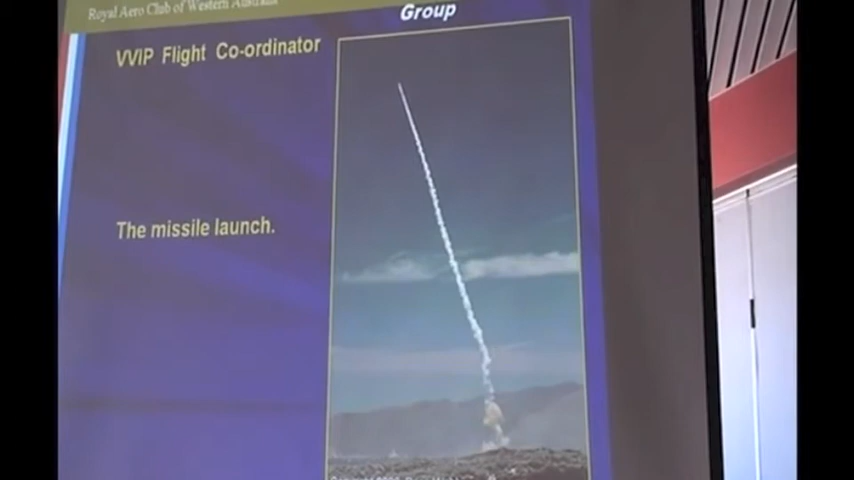 Royal Aero Club of Western Australia
Group
VVIP Flight Co-ordinator
The missile launch.